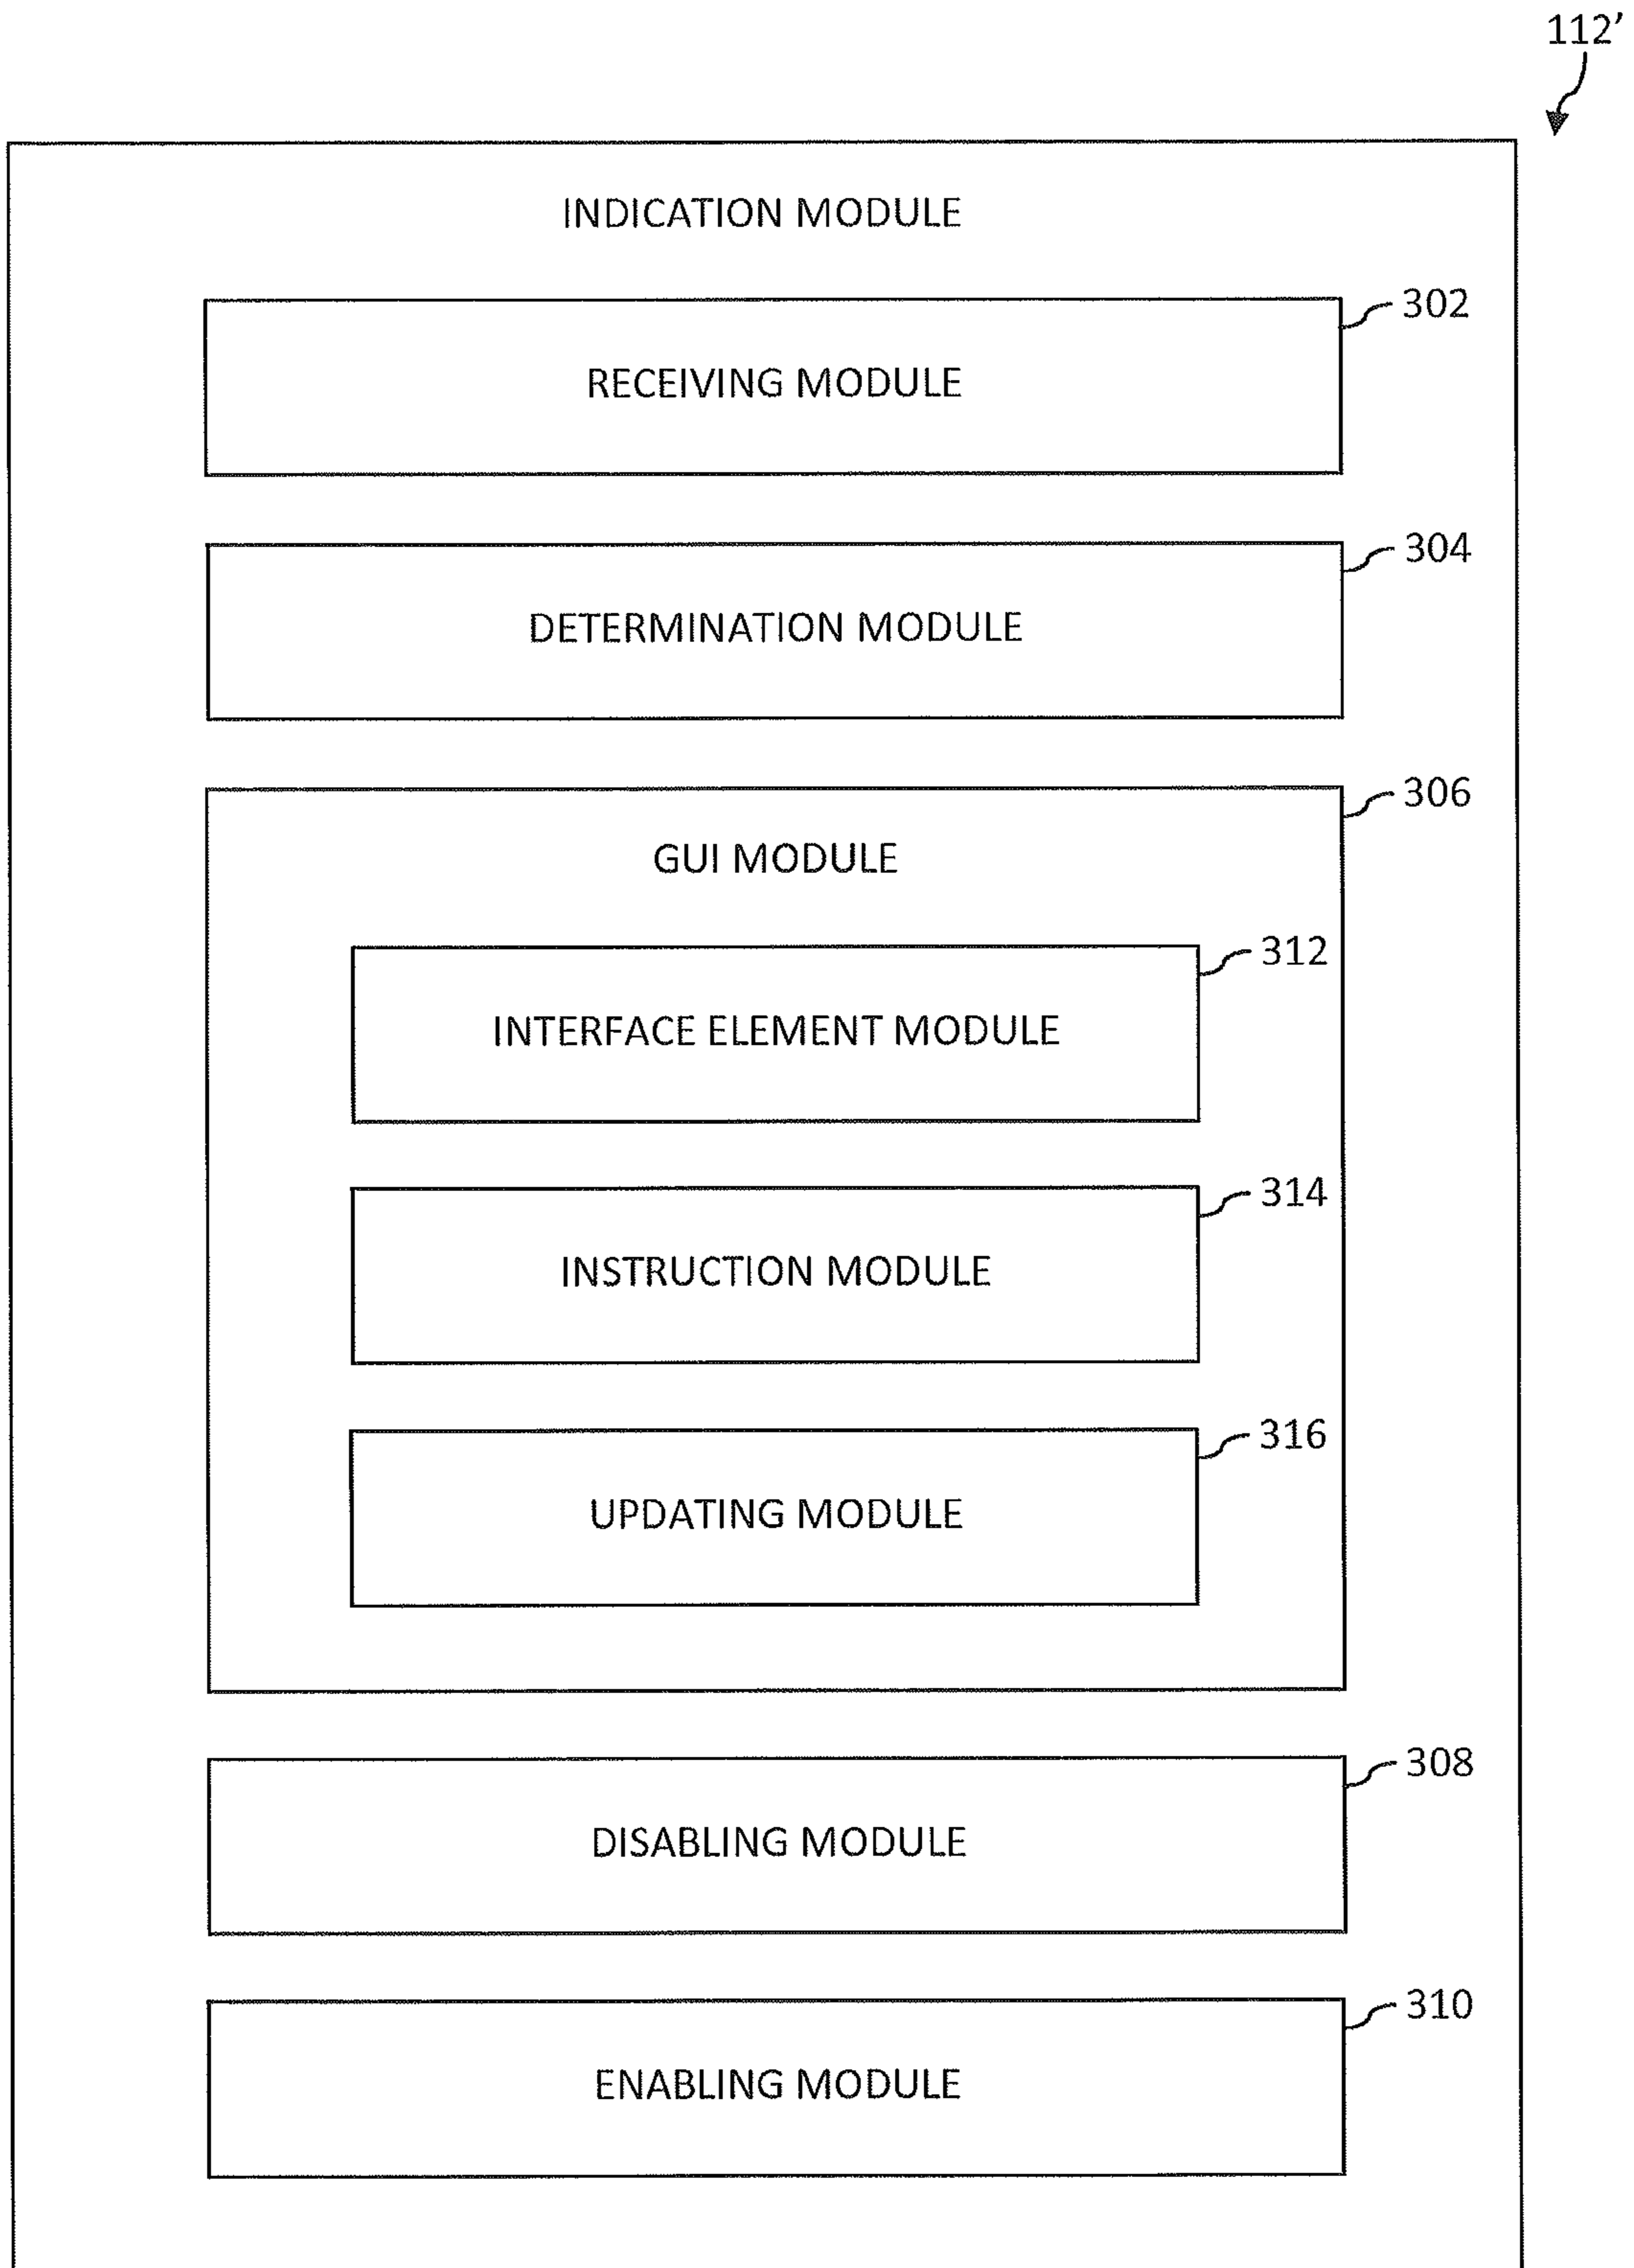 112’
INDICATION MODULE
302
RECEIVING MODULE
304
DETERMINATION MODULE
306
GUI MODULE
312
INTERFACE ELEMENT MODULE
314
INSTRUCTION MODULE
316
UPDATING MODULE
308
DISABLING MODULE
310
ENABLING MODULE